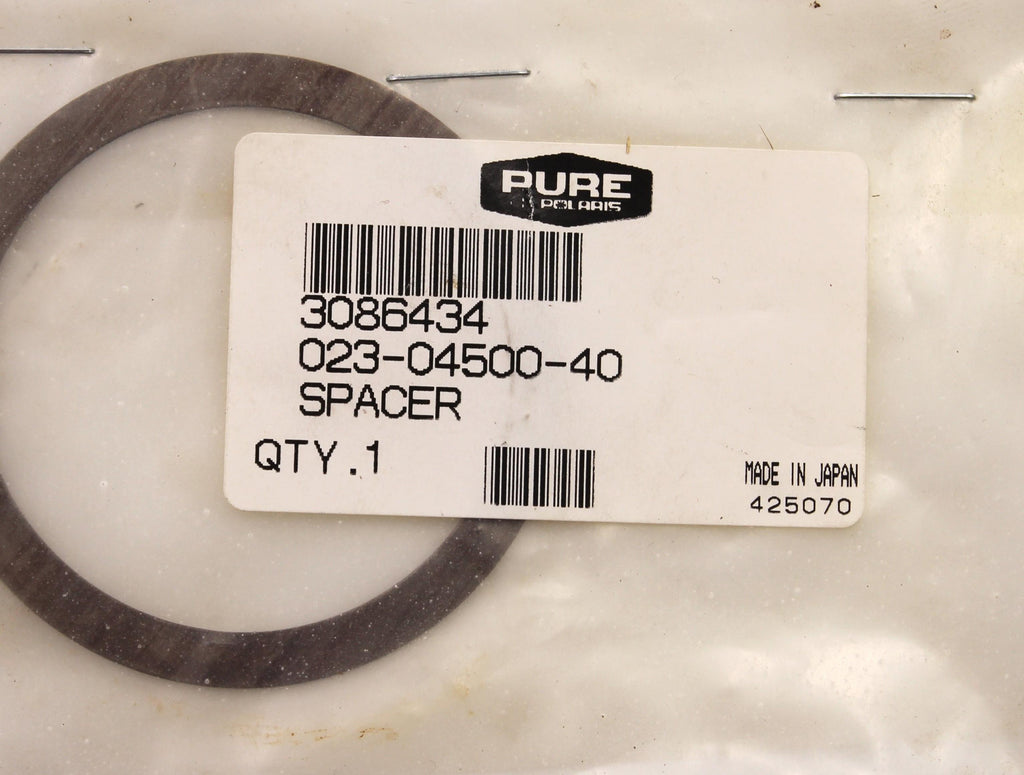 PURE
POLARIS
3086434
023-04500-40
SPACER
QTY.1
MADE IN JAPAN
425070